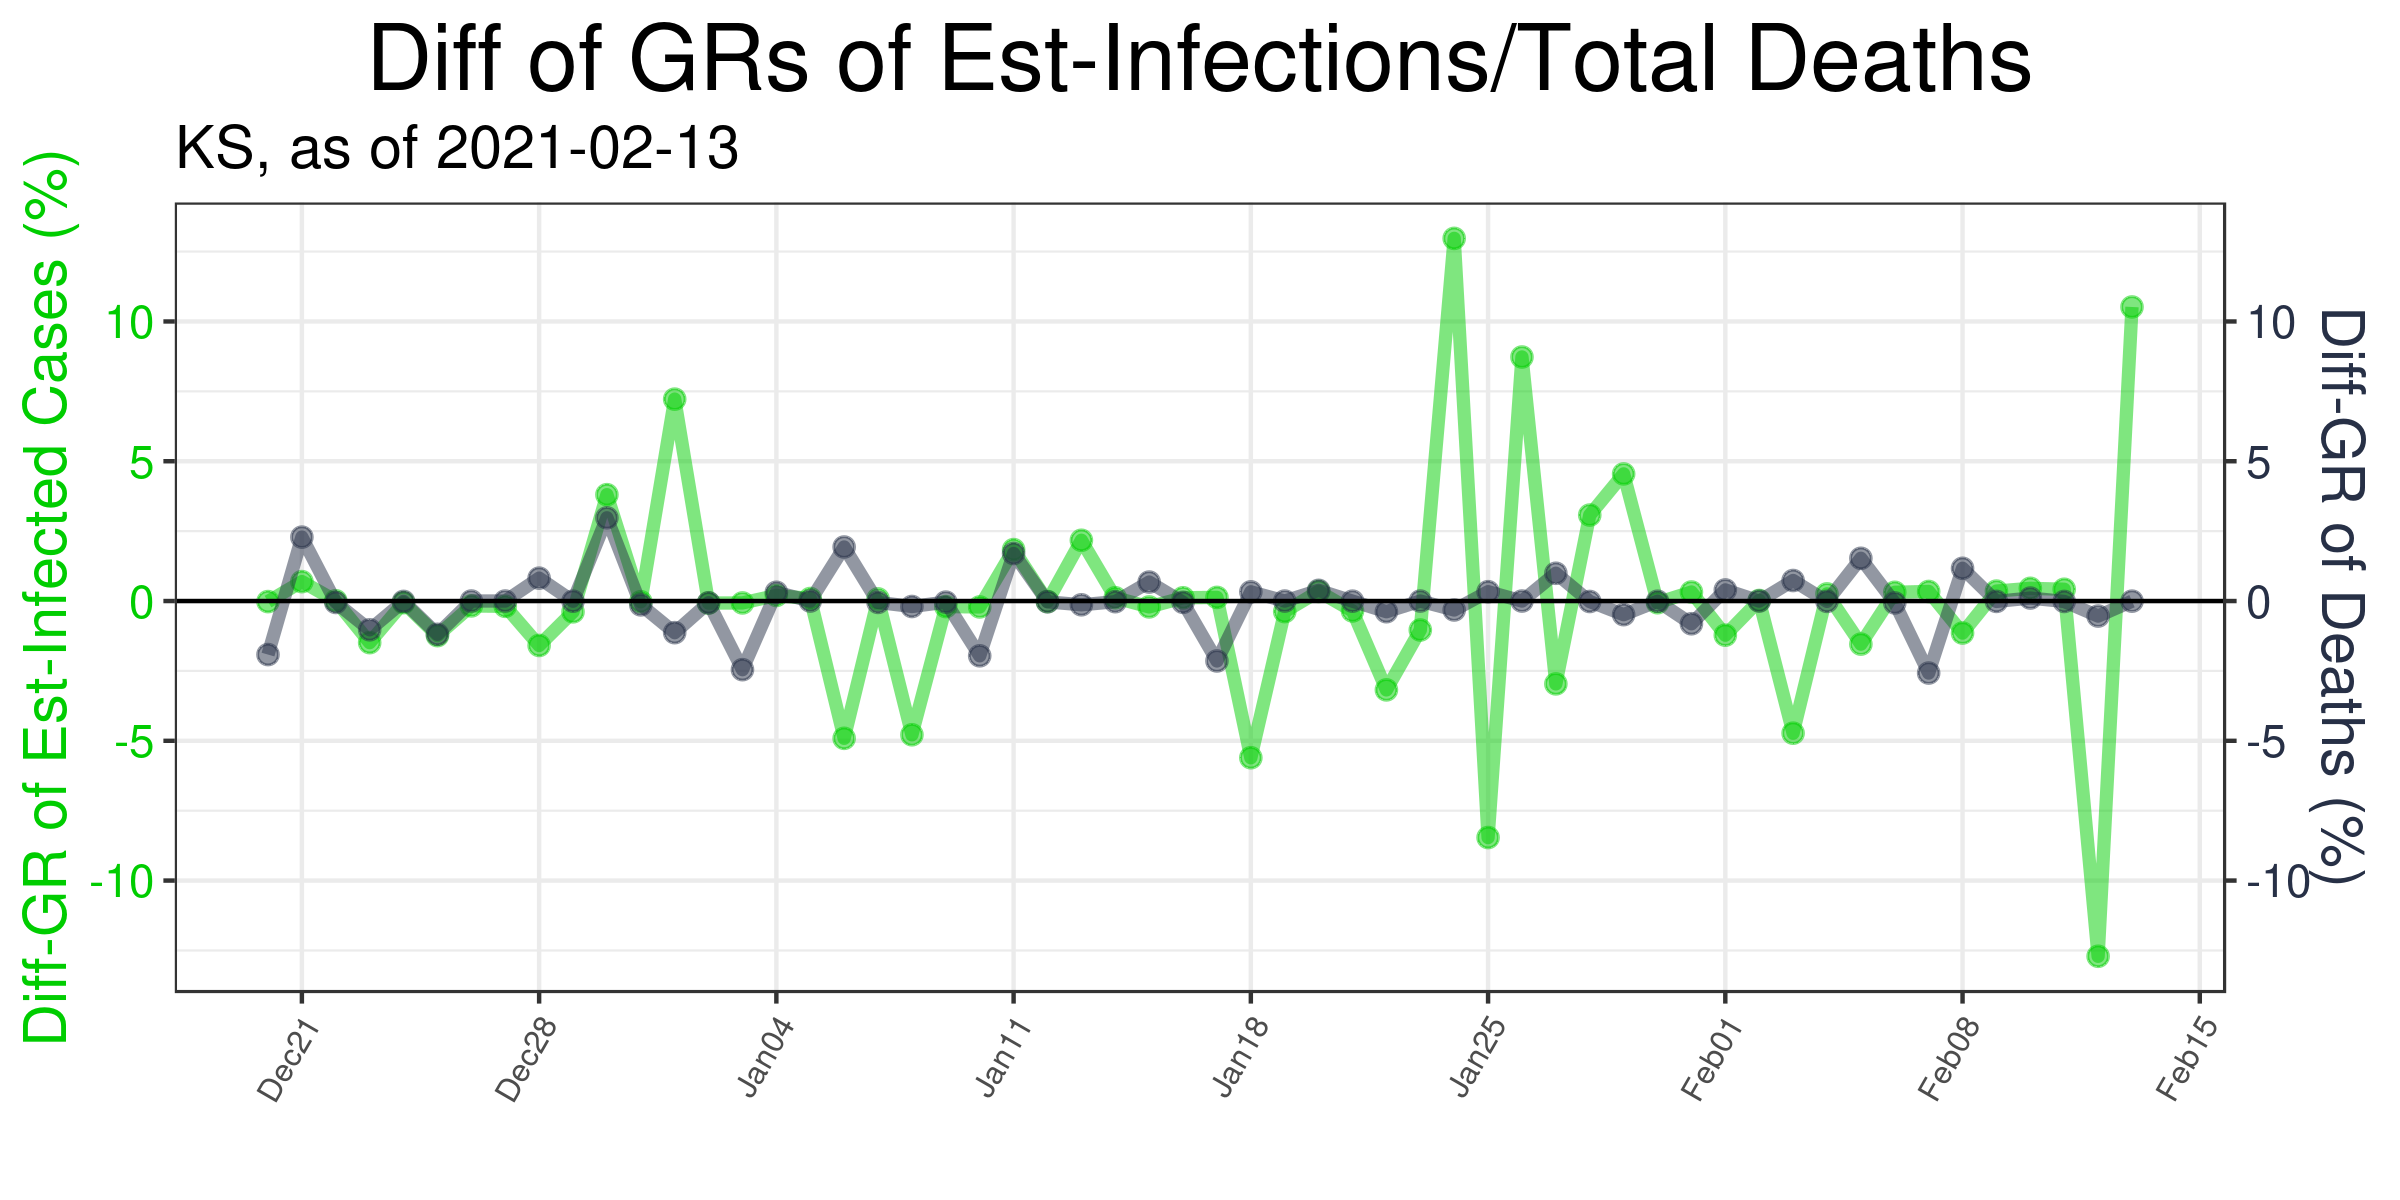 Diff of GRs of Est-Infections/Total Deaths
KS, as of 2021-02-13
Diff-GR of Est-Infected Cases (%)
10
5
0
-5
-10
10
5
0
-5
-10
Diff-GR of Deaths (%)
Dec21
Dec28
Jan04
Jan11
Jan18
Jan25
Feb01
Feb08
Feb15